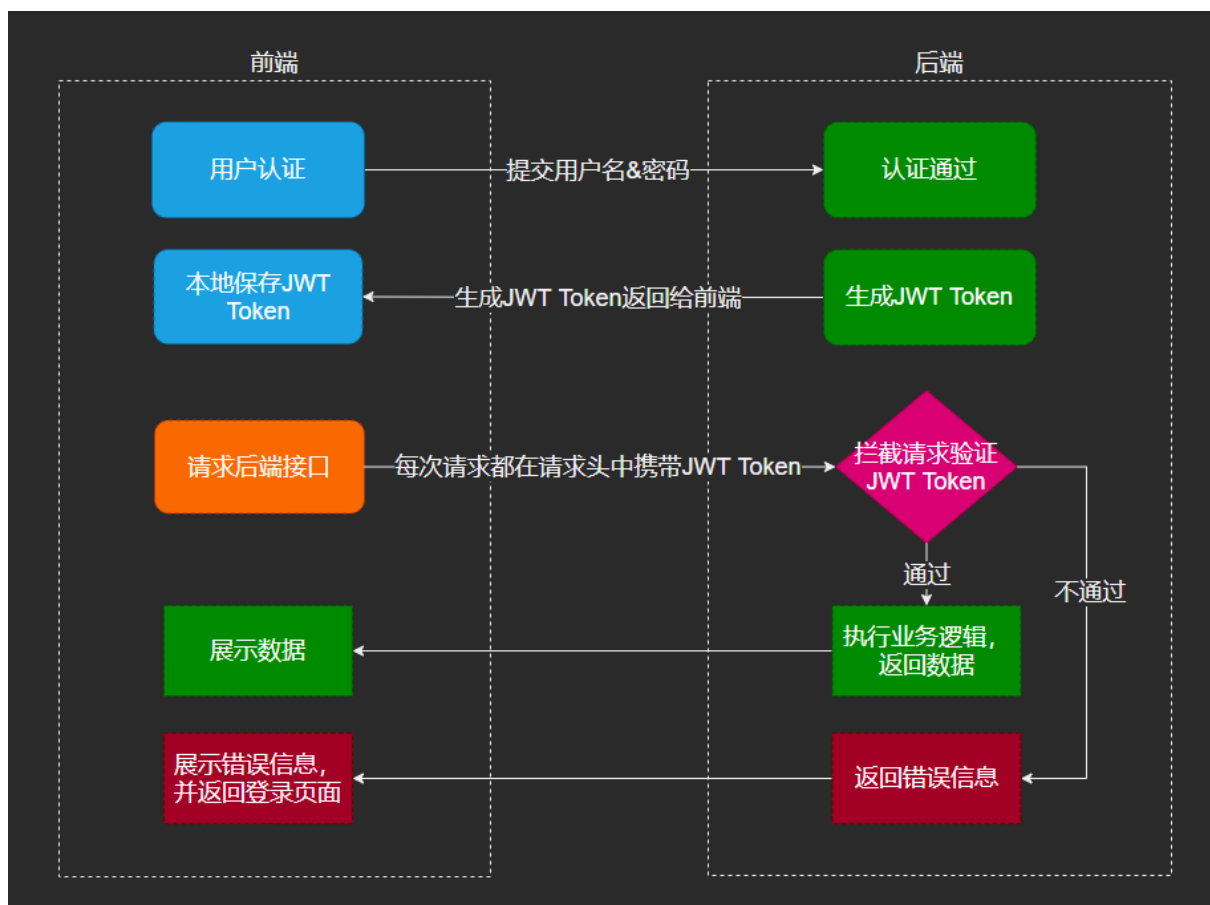 前端
后端
用户认证
提交用户名&密码
认证通过
本地保存JWT
Token
生成JWT Token返回给前端
生成JWT Token
请求后端接口
每次请求都在请求头中携带JWT Token
拦截请求验证
JWT Token
通过
不通过
展示数据
执行业务逻辑，
返回数据
展示错误信息，
并返回登录页面
返回错误信息